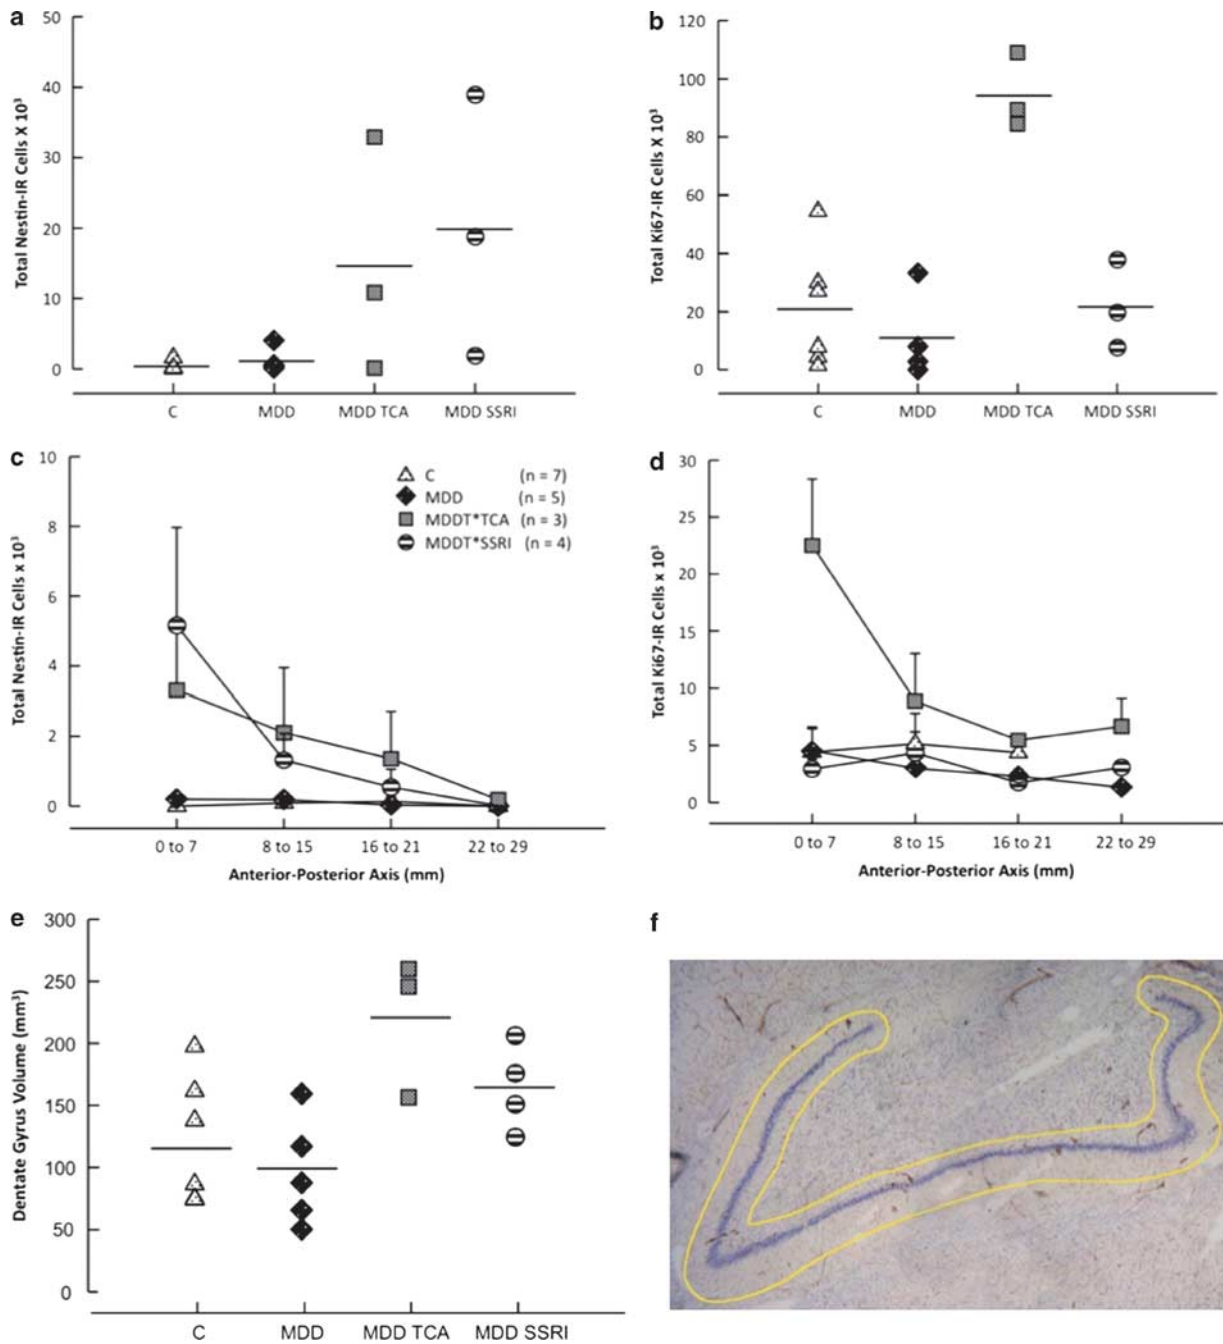 a
50
40
30
20
10
0
Total Nestin-IR Cells X 10³
C MDD MDD TCA MDD SSRI
b
120
100
80
60
40
20
0
Total Ki67-IR Cells X 10³
C MDD MDD TCA MDD SSRI
c
10
8
6
4
2
0
Total Nestin-IR Cells x 10³
C (n = 7)
MDD (n = 5)
MDDT*TCA (n = 3)
MDDT*SSRI (n = 4)
0 to 7 8 to 15 16 to 21 22 to 29
Anterior-Posterior Axis (mm)
d
30
25
20
15
10
5
0
Total Ki67-IR Cells x 10³
0 to 7 8 to 15 16 to 21 22 to 29
Anterior-Posterior Axis (mm)
e
300
250
200
150
100
50
0
Dentate Gyrus Volume (mm³)
C MDD MDD TCA MDD SSRI
f